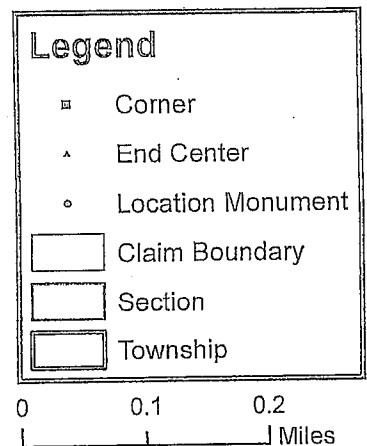 Legend
Corner
End Center
Location Monument
Claim Boundary
Section
Township
0 0.1 0.2
Miles